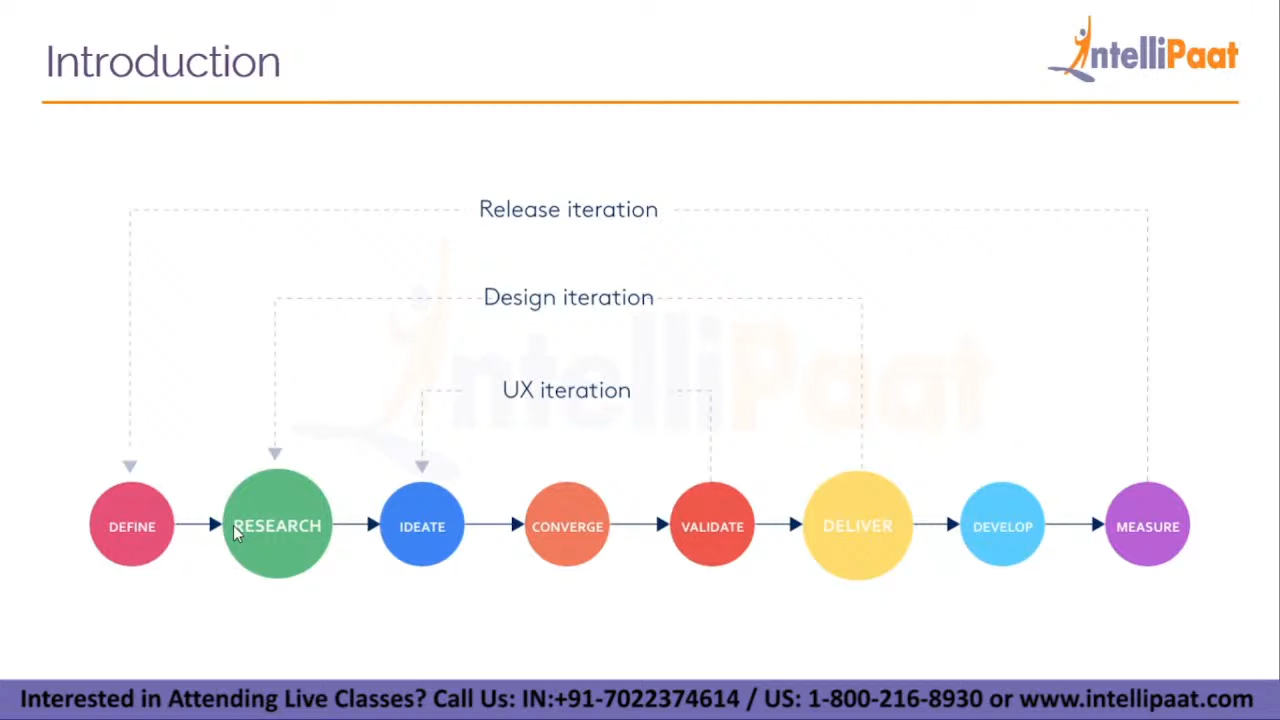 Introduction
IntelliPaat
Release iteration
Design iteration
IntelliPaat
UX iteration
DEFINE
RESEARCH
IDEATE
CONVERGE
VALIDATE
DELIVER
DEVELOP
MEASURE
Interested in Attending Live Classes? Call Us: IN:+91-7022374614 / US: 1-800-216-8930 or www.intellipaat.com